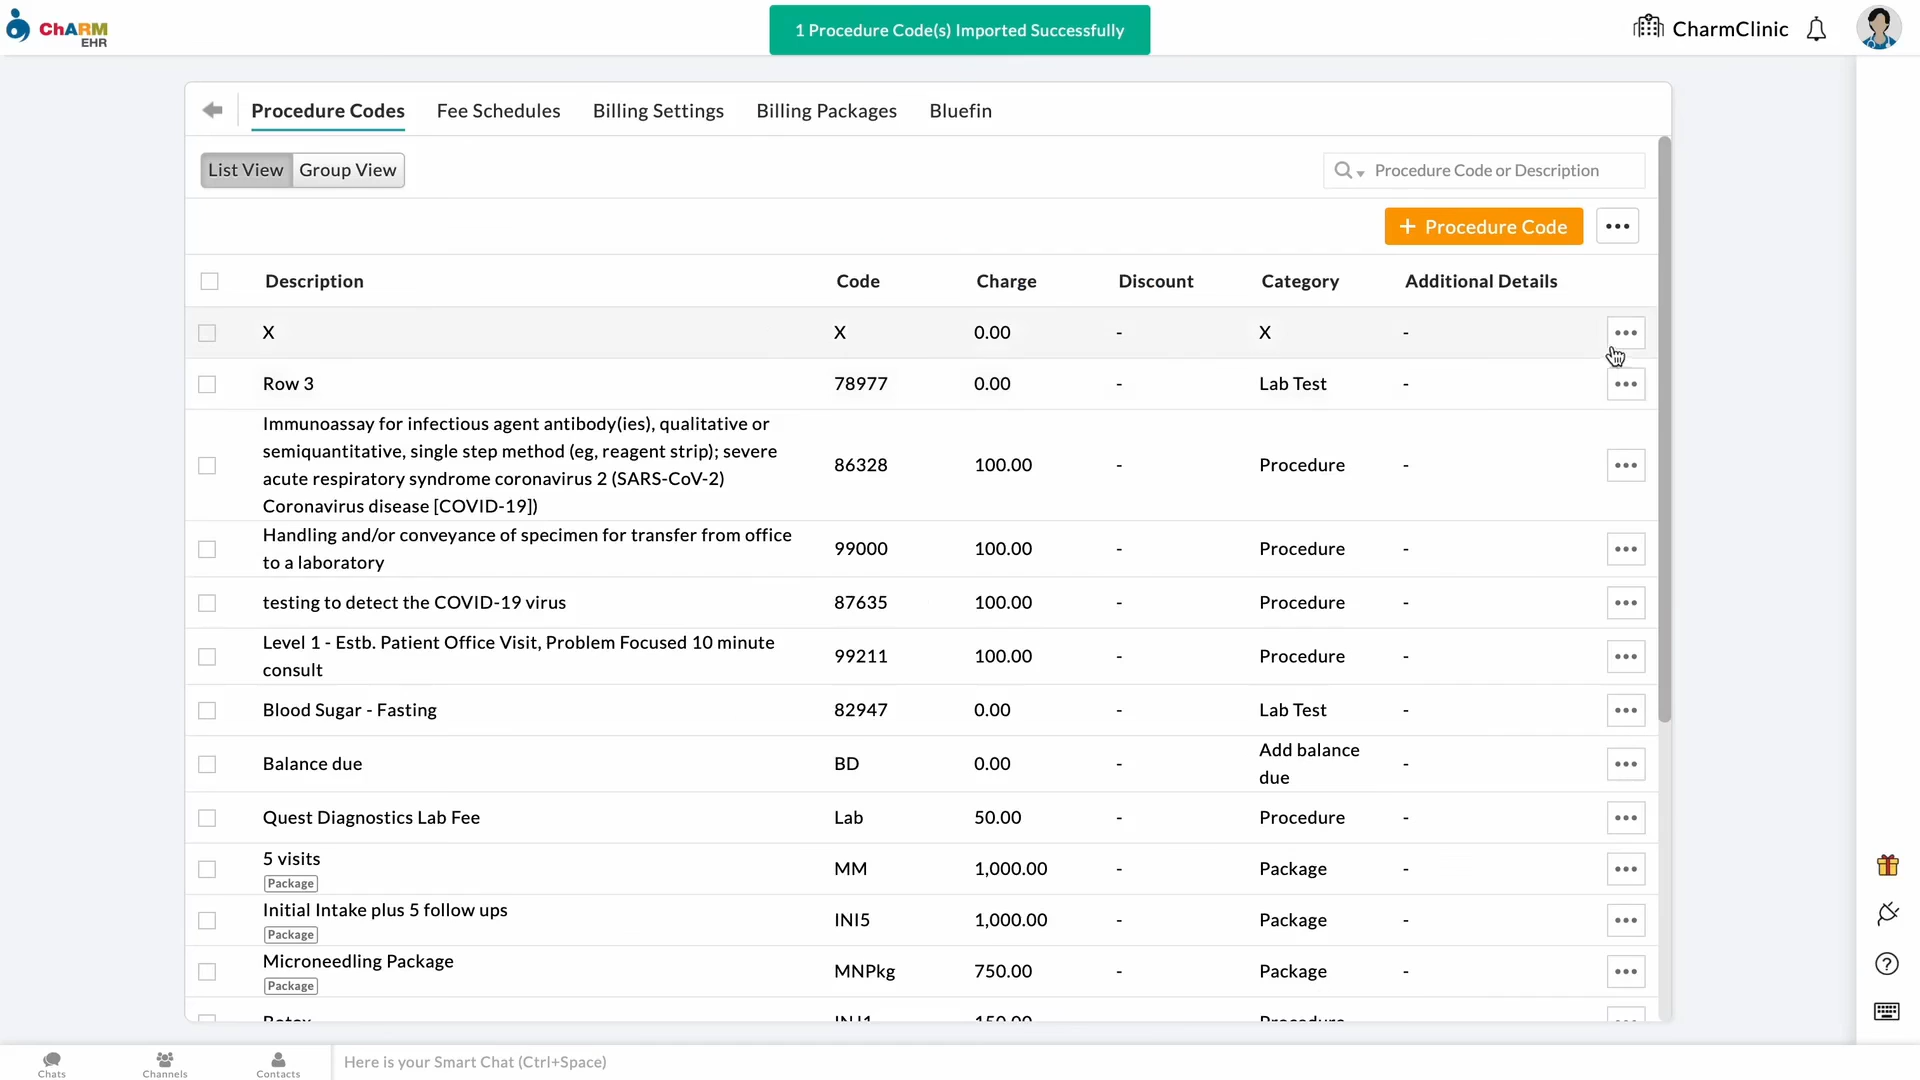 ChARM
EHR
1 Procedure Code(s) Imported Successfully
CharmClinic
Procedure Codes Fee Schedules Billing Settings Billing Packages Bluefin
List View Group View
Procedure Code or Description
+ Procedure Code
Description Code Charge Discount Category Additional Details
X X 0.00 - X -
Row 3 78977 0.00 - Lab Test -
Immunoassay for infectious agent antibody(ies), qualitative or
semiquantitative, single step method (eg, reagent strip); severe
acute respiratory syndrome coronavirus 2 (SARS-CoV-2)
Coronavirus disease [COVID-19])
86328 100.00 - Procedure -
Handling and/or conveyance of specimen for transfer from office
to a laboratory
99000 100.00 - Procedure -
testing to detect the COVID-19 virus 87635 100.00 - Procedure -
Level 1 - Estb. Patient Office Visit, Problem Focused 10 minute
consult
99211 100.00 - Procedure -
Blood Sugar - Fasting 82947 0.00 - Lab Test -
Balance due BD 0.00 - Add balance
due -
Quest Diagnostics Lab Fee Lab 50.00 - Procedure -
5 visits
Package
MM 1,000.00 - Package -
Initial Intake plus 5 follow ups
Package
INI5 1,000.00 - Package -
Microneedling Package
Package
MNPkg 750.00 - Package -
Botox INJ1 150.00 Procedure
Chats Channels Contacts Here is your Smart Chat (Ctrl+Space)